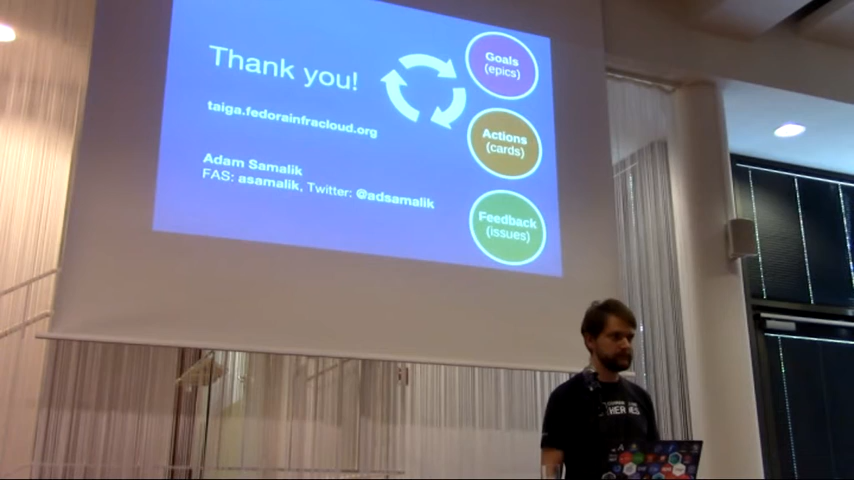 Thank you!
taiga.fedorainfracloud.org
Adam Samalik
FAS: asamalik, Twitter: @adsamalik
Goals
(epics)
Actions
(cards)
Feedback
(issues)